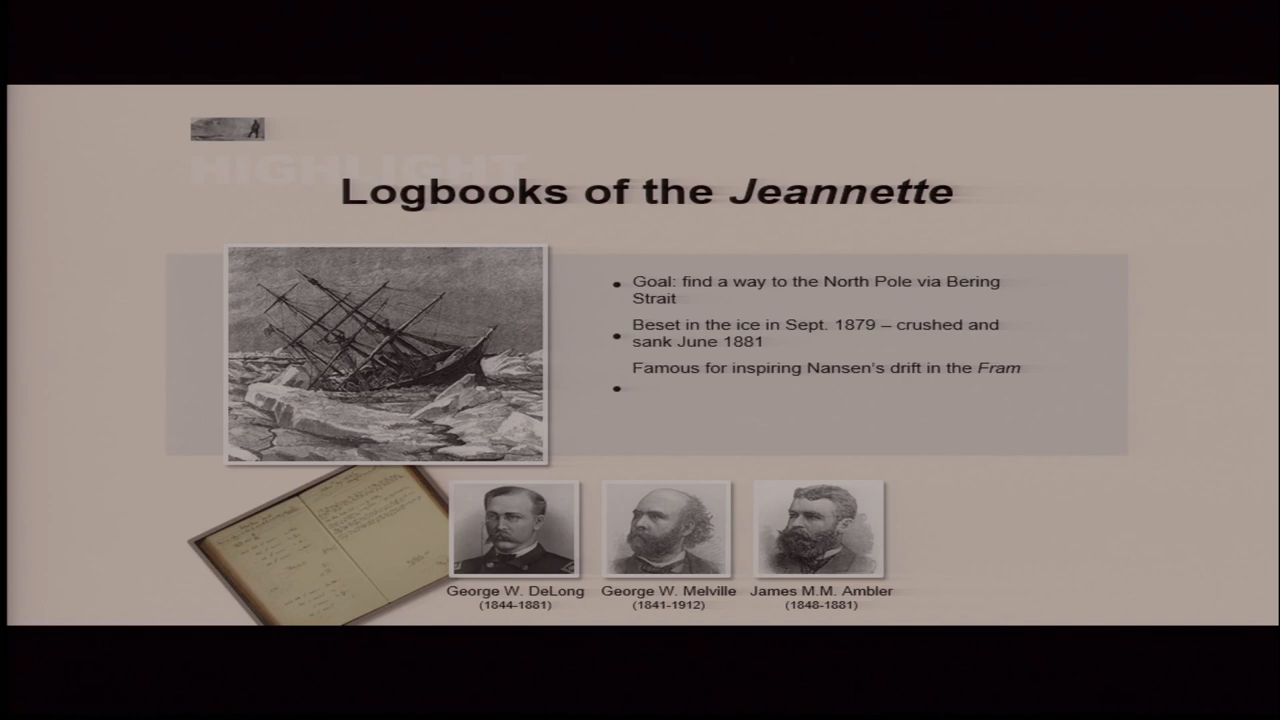 HIGHLIGHT
Logbooks of the Jeannette
• Goal: find a way to the North Pole via Bering
Strait
• Beset in the ice in Sept. 1879 – crushed and
sank June 1881
• Famous for inspiring Nansen's drift in the Fram
George W. DeLong
(1844-1881)
George W. Melville
(1841-1912)
James M.M. Ambler
(1848-1881)